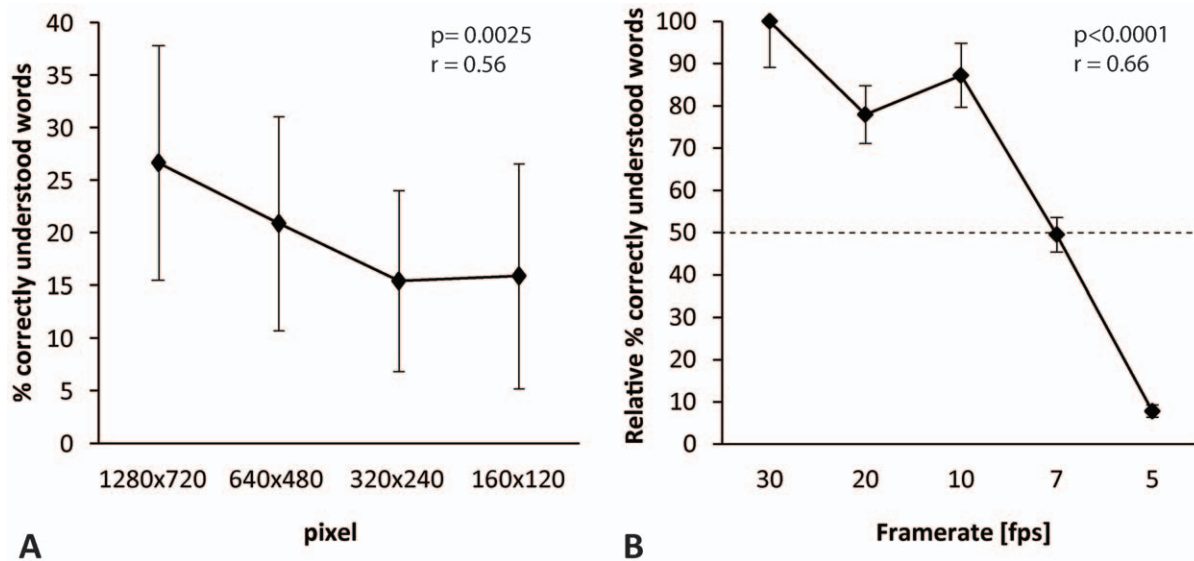 % correctly understood words
40
35
30
25
20
15
10
5
0
p= 0.0025
r = 0.56
1280x720 640x480 320x240 160x120
pixel
A
Relative % correctly understood words
100
90
80
70
60
50
40
30
20
10
0
p<0.0001
r = 0.66
30 20 10 7 5
Framerate [fps]
B